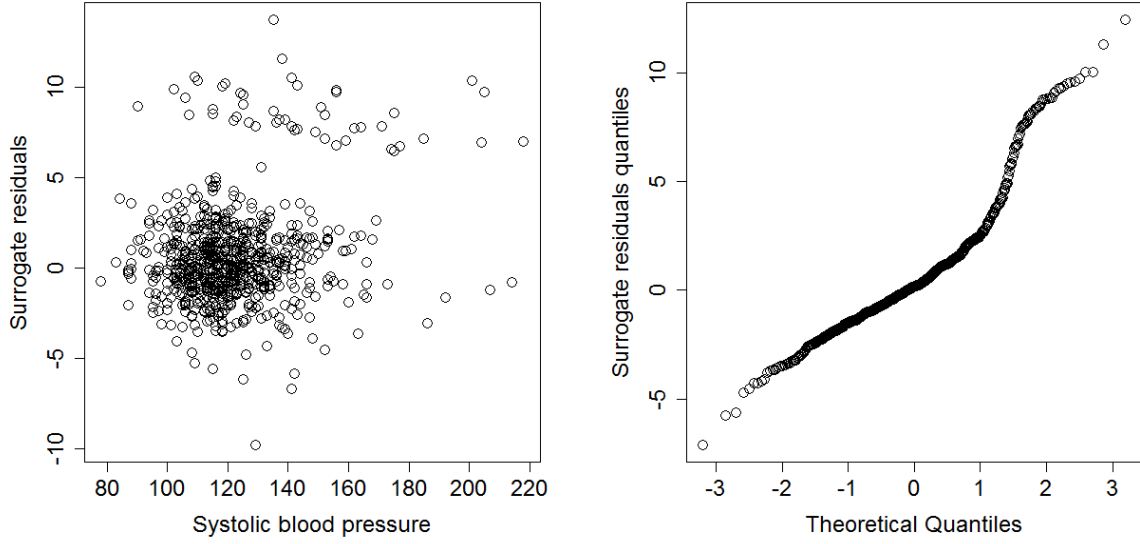 Surrogate residuals
10
5
0
-5
-10
80 100 120 140 160 180 200 220
Systolic blood pressure
Surrogate residuals quantiles
10
5
0
-5
-3 -2 -1 0 1 2 3
Theoretical Quantiles